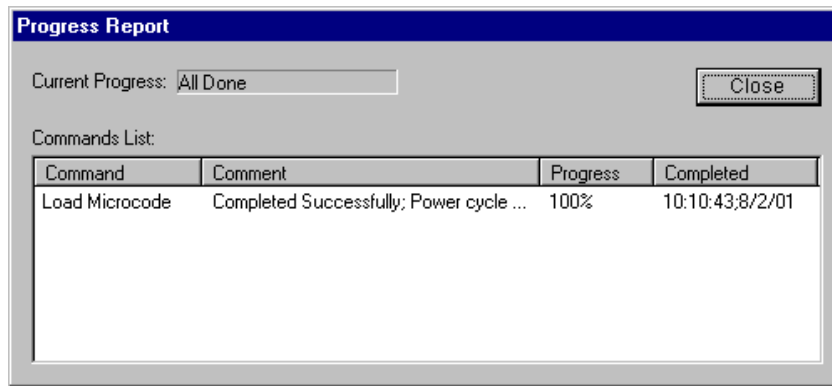 Progress Report
Current Progress: All Done
Close
Commands List:
Command Comment Progress Completed
Load Microcode Completed Successfully; Power cycle ... 100% 10:10:43;8/2/01